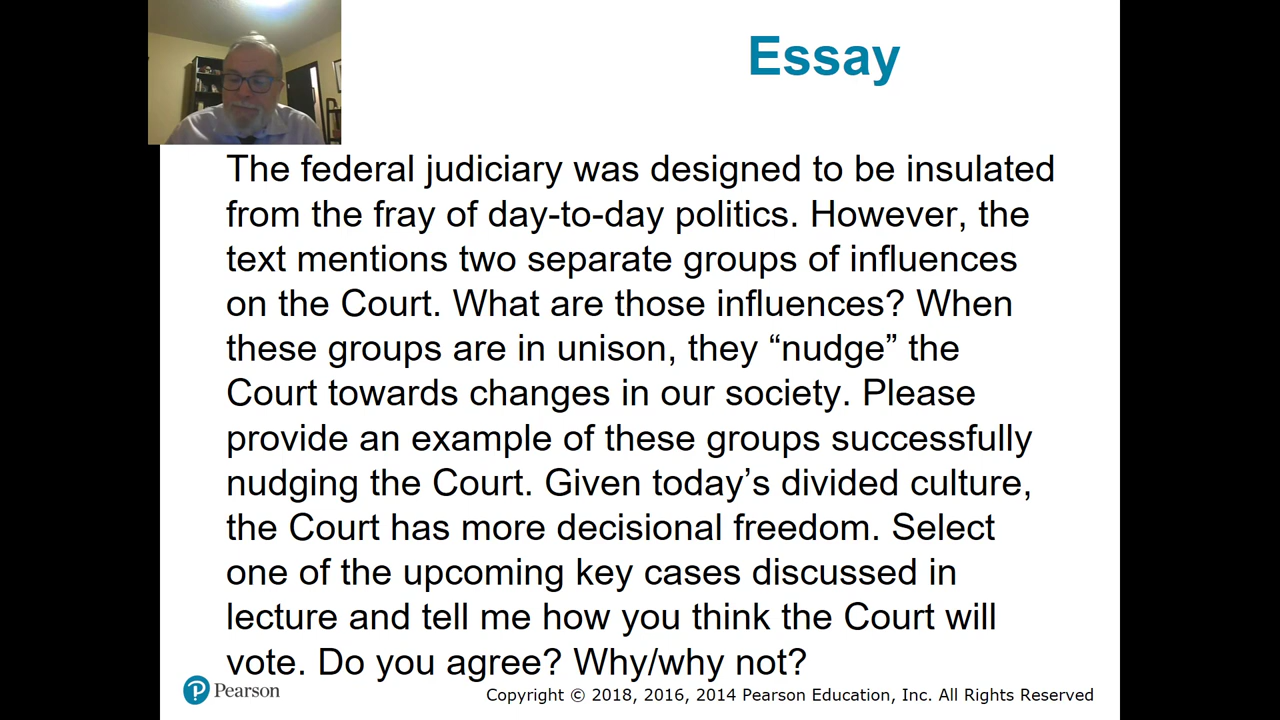 Essay
The federal judiciary was designed to be insulated
from the fray of day-to-day politics. However, the
text mentions two separate groups of influences
on the Court. What are those influences? When
these groups are in unison, they “nudge” the
Court towards changes in our society. Please
provide an example of these groups successfully
nudging the Court. Given today’s divided culture,
the Court has more decisional freedom. Select
one of the upcoming key cases discussed in
lecture and tell me how you think the Court will
vote. Do you agree? Why/why not?
Pearson
Copyright © 2018, 2016, 2014 Pearson Education, Inc. All Rights Reserved